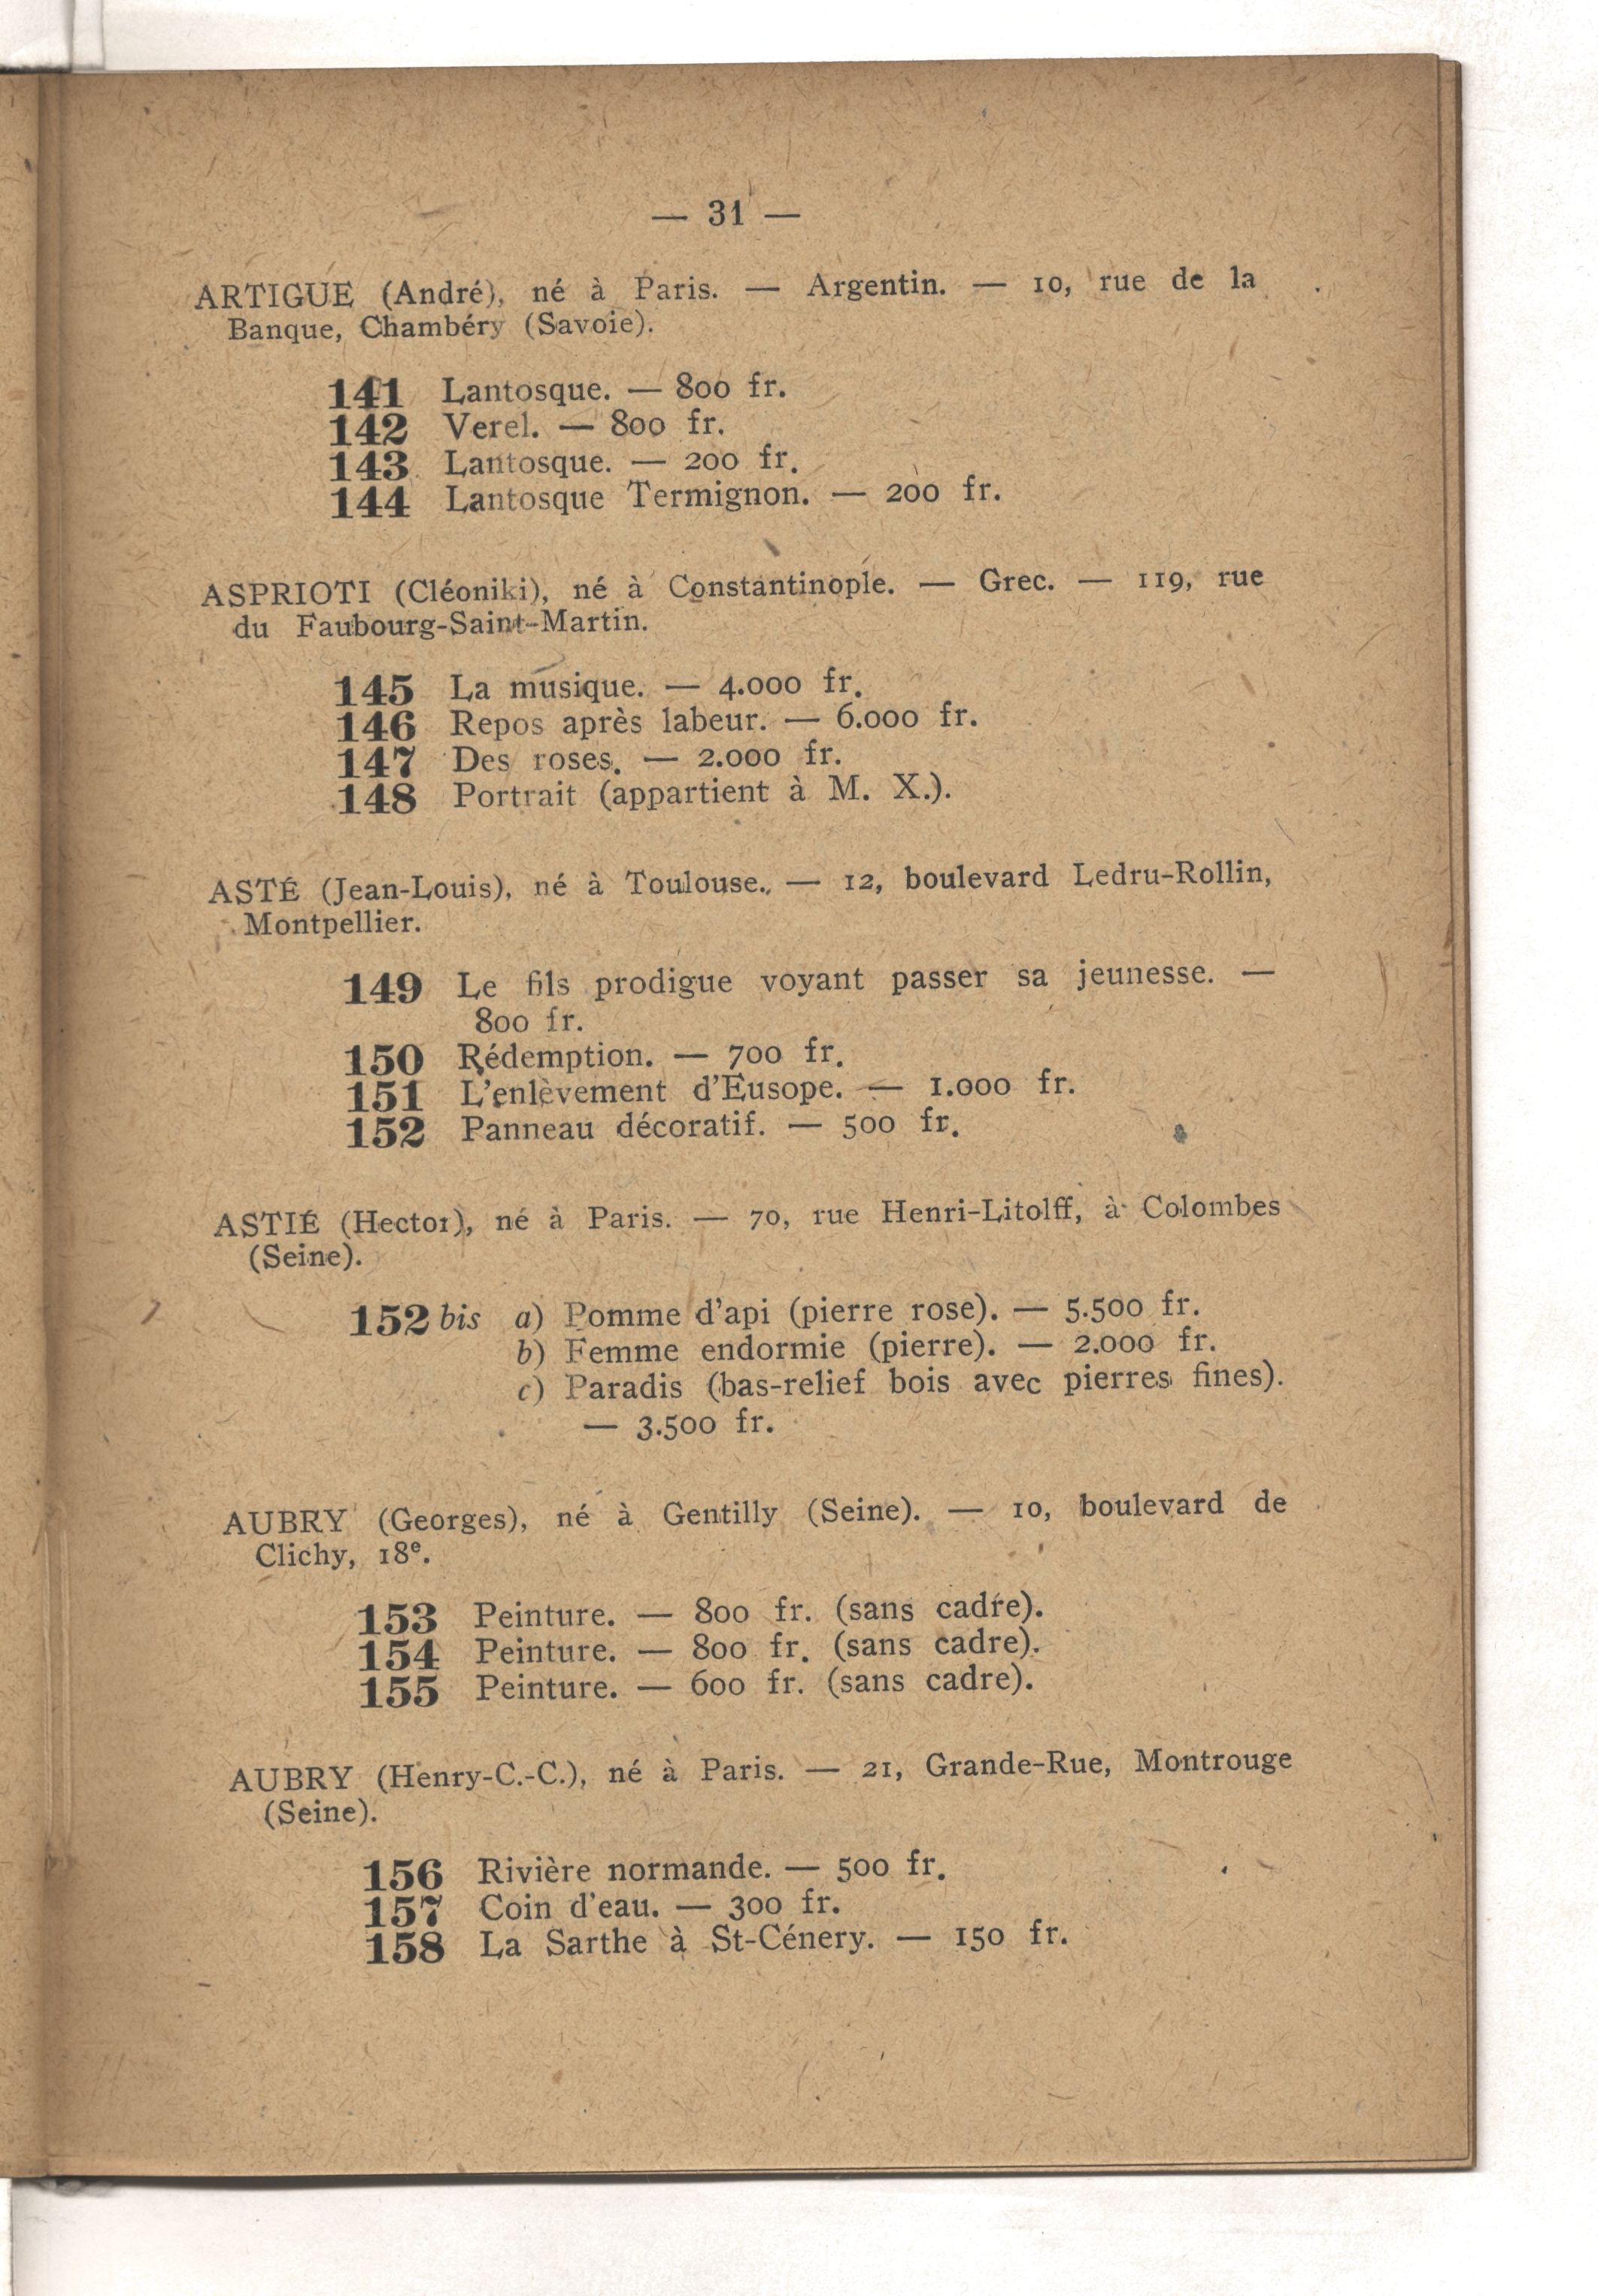 — 31 —
ARTIGUE (André), né à Paris. — Argentin. — 10, rue de la
Banque, Chambéry (Savoie).
141 Lantosque. — 800 fr.
142 Verel. — 800 fr.
143 Lantosque. — 200 fr.
144 Lantosque Termignon. — 200 fr.
ASPRIOTI (Cléoniki), né à Constantinople. — Grec. — 119, rue
du Faubourg-Saint-Martin.
145 La musique. — 4.000 fr.
146 Repos après labeur. — 6.000 fr.
147 Des roses. — 2.000 fr.
148 Portrait (appartient à M. X.).
ASTÉ (Jean-Louis), né à Toulouse. — 12, boulevard Ledru-Rollin,
Montpellier.
149 Le fils prodigue voyant passer sa jeunesse. —
800 fr.
150 Rédemption. — 700 fr.
151 L'enlèvement d'Eusope. — 1.000 fr.
152 Panneau décoratif. — 500 fr.
ASTIÉ (Hector), né à Paris. — 70, rue Henri-Litolff, à Colombes
(Seine).
152 bis a) Pomme d'api (pierre rose). — 5.500 fr.
b) Femme endormie (pierre). — 2.000 fr.
c) Paradis (bas-relief bois avec pierres fines).
— 3.500 fr.
AUBRY (Georges), né à Gentilly (Seine). — 10, boulevard de
Clichy, 18e.
153 Peinture. — 800 fr. (sans cadre).
154 Peinture. — 800 fr. (sans cadre).
155 Peinture. — 600 fr. (sans cadre).
AUBRY (Henry-C.-C.), né à Paris. — 21, Grande-Rue, Montrouge
(Seine).
156 Rivière normande. — 500 fr.
157 Coin d'eau. — 300 fr.
158 La Sarthe à St-Cénery. — 150 fr.